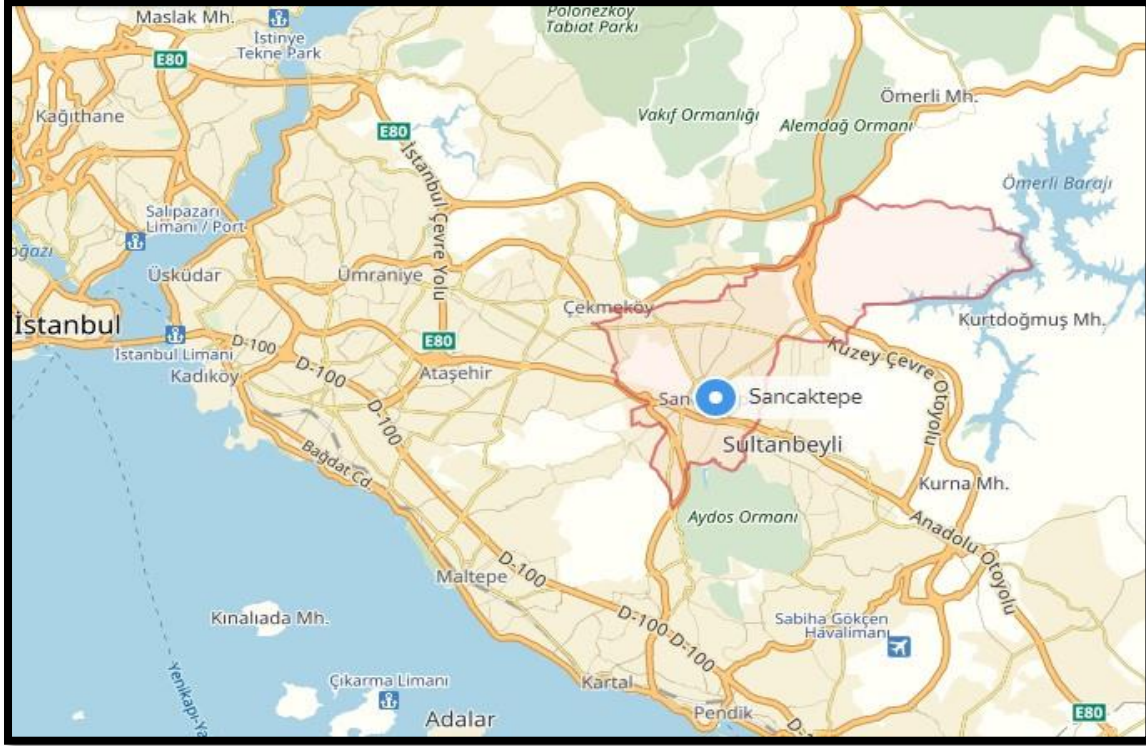 Maslak Mh.
İstinye
Tekne Park
Polonezköy
Tabiat Parkı
E80
Kağıthane
E80
Vakıf Ormanlığı
Alemdağ Ormanı
Ömerli Mh.
İstanbul Çevre Yolu
Ömerli Barajı
Salıpazarı
Limanı / Port
Üsküdar
Ümraniye
Çekmeköy
İstanbul
D-100
E80
Kurtdoğmuş Mh.
İstanbul Limanı
Kadıköy
D-100
Ataşehir
Kuzey Çevre Otoyolu
D-100
Sancaktepe
Sultanbeyli
Bağdat Cd.
Kurna Mh.
Aydos Ormanı
Anadolu Otoyolu
D-100
Maltepe
Kınalıada Mh.
D-100
D-100
Sabiha Gökçen
Havalimanı
Çıkarma Limanı
Kartal
Adalar
Pendik
E80